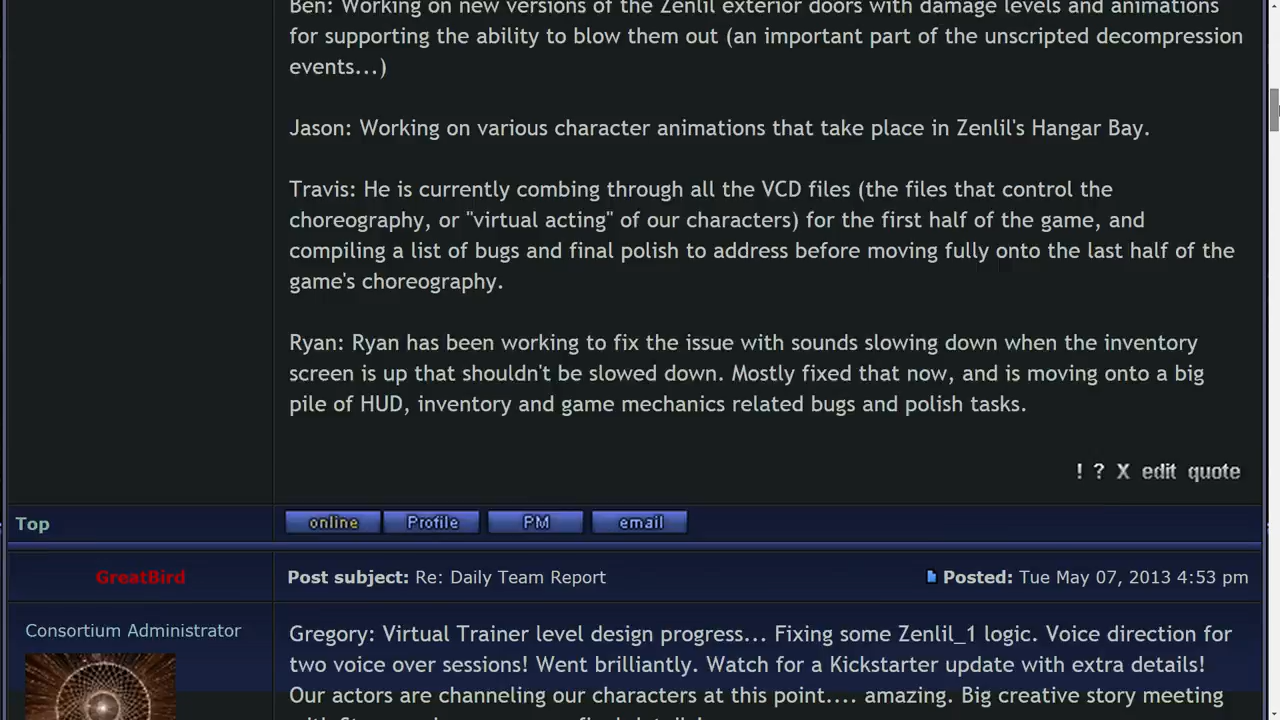 Ben: Working on new versions of the Zenlil exterior doors with damage levels and animations
for supporting the ability to blow them out (an important part of the unscripted decompression
events...)
Jason: Working on various character animations that take place in Zenlil's Hangar Bay.
Travis: He is currently combing through all the VCD files (the files that control the
choreography, or "virtual acting" of our characters) for the first half of the game, and
compiling a list of bugs and final polish to address before moving fully onto the last half of the
game's choreography.
Ryan: Ryan has been working to fix the issue with sounds slowing down when the inventory
screen is up that shouldn't be slowed down. Mostly fixed that now, and is moving onto a big
pile of HUD, inventory and game mechanics related bugs and polish tasks.
! ? X edit quote
Top online Profile PM email
GreatBird Post subject: Re: Daily Team Report Posted: Tue May 07, 2013 4:53 pm
Consortium Administrator
Gregory: Virtual Trainer level design progress... Fixing some Zenlil_1 logic. Voice direction for
two voice over sessions! Went brilliantly. Watch for a Kickstarter update with extra details!
Our actors are channeling our characters at this point.... amazing. Big creative story meeting